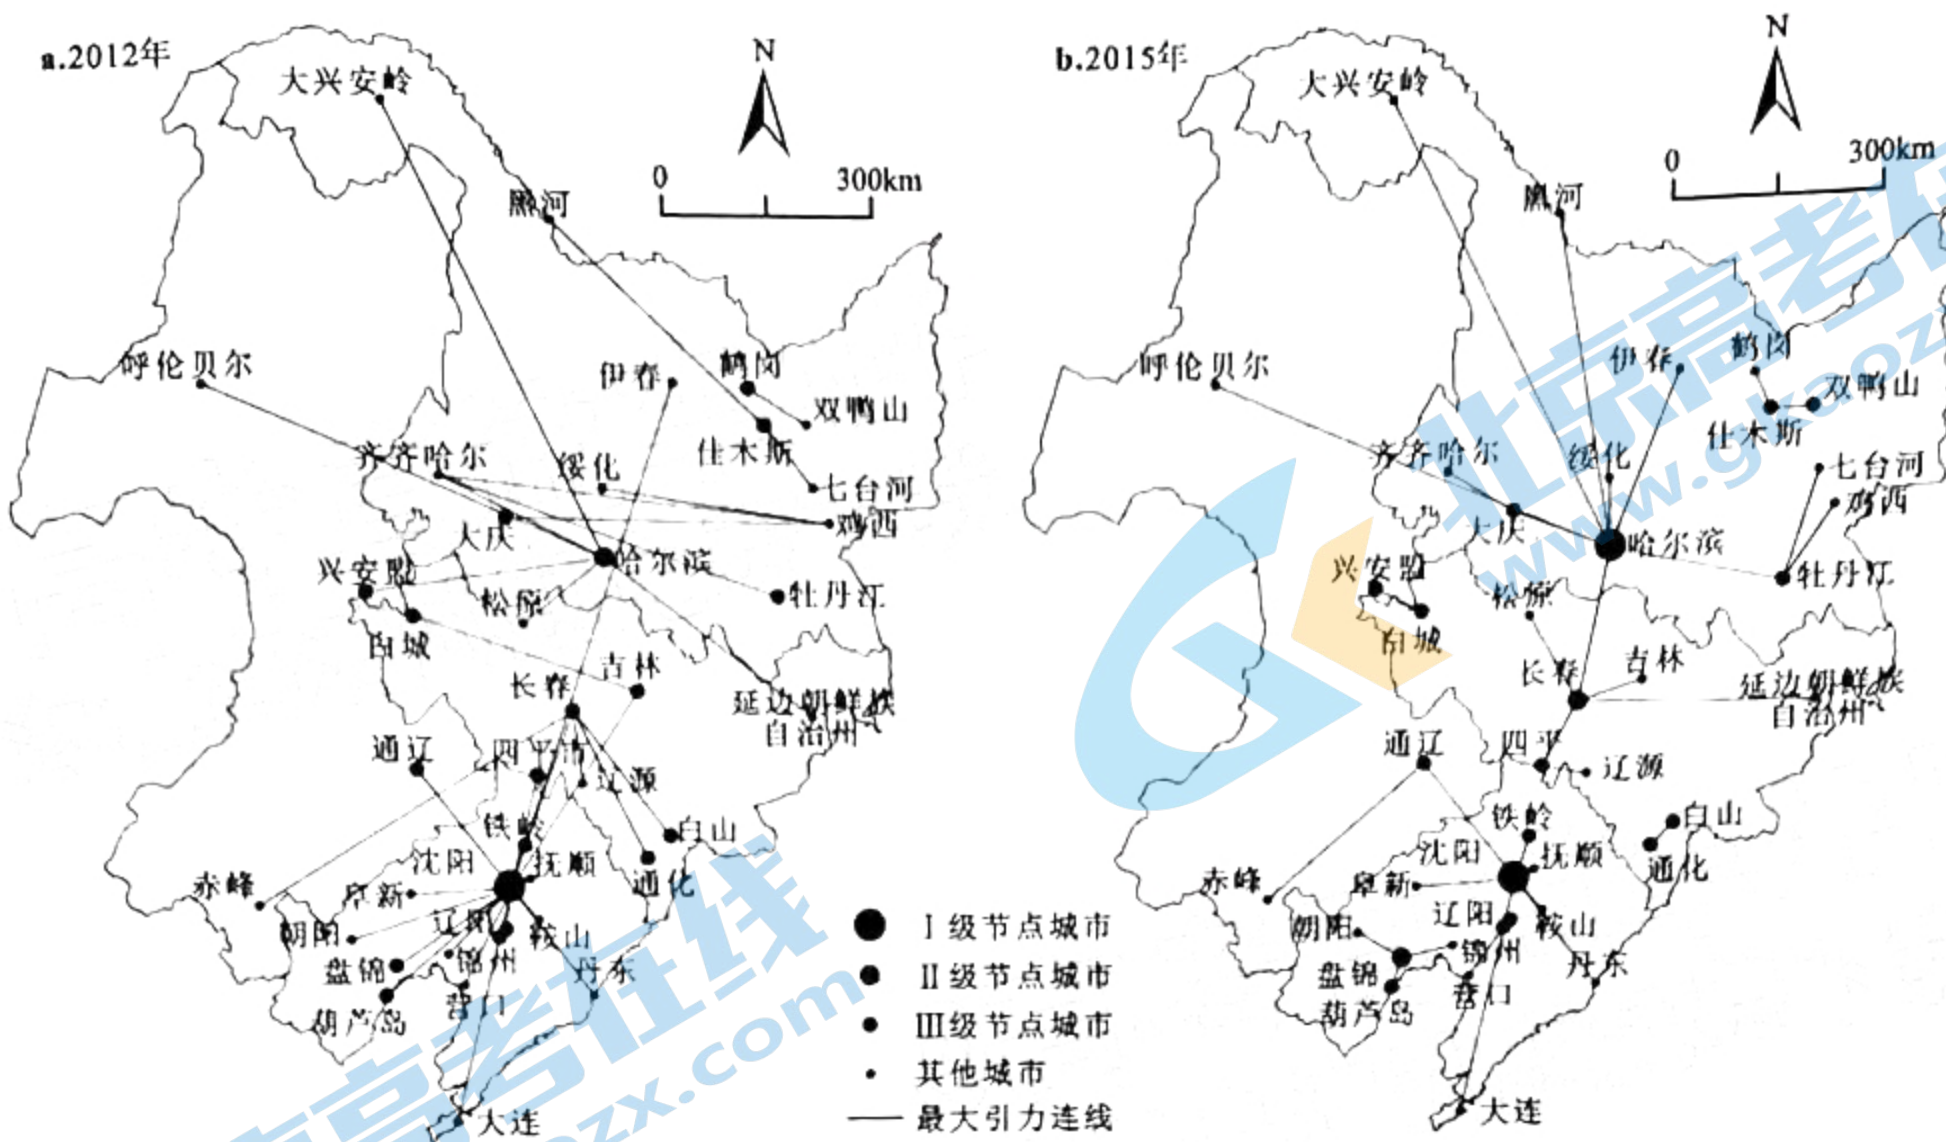 a.2012年
N
0 300km
大兴安岭
黑河
呼伦贝尔
伊春
鹤岗
双鸭山
佳木斯
齐齐哈尔
绥化
七台河
鸡西
大庆
哈尔滨
兴安盟
牡丹江
松原
白城
吉林
长春
延边朝鲜族
自治州
通辽
四平市
辽源
铁岭
白山
沈阳
抚顺
通化
赤峰
阜新
辽阳
朝阳
鞍山
盘锦
锦州
丹东
葫芦岛
营口
大连
b.2015年
N
0 300km
大兴安岭
黑河
呼伦贝尔
伊春
鹤岗
双鸭山
佳木斯
齐齐哈尔
绥化
七台河
鸡西
大庆
哈尔滨
兴安盟
牡丹江
松原
白城
吉林
长春
延边朝鲜族
自治州
通辽
四平
辽源
铁岭
白山
沈阳
抚顺
通化
赤峰
阜新
辽阳
朝阳
鞍山
锦州
盘锦
丹东
营口
葫芦岛
大连
Ⅰ级节点城市
Ⅱ级节点城市
Ⅲ级节点城市
其他城市
最大引力连线
北京高考在
www.gkaoz
京高考在线
ozx.com